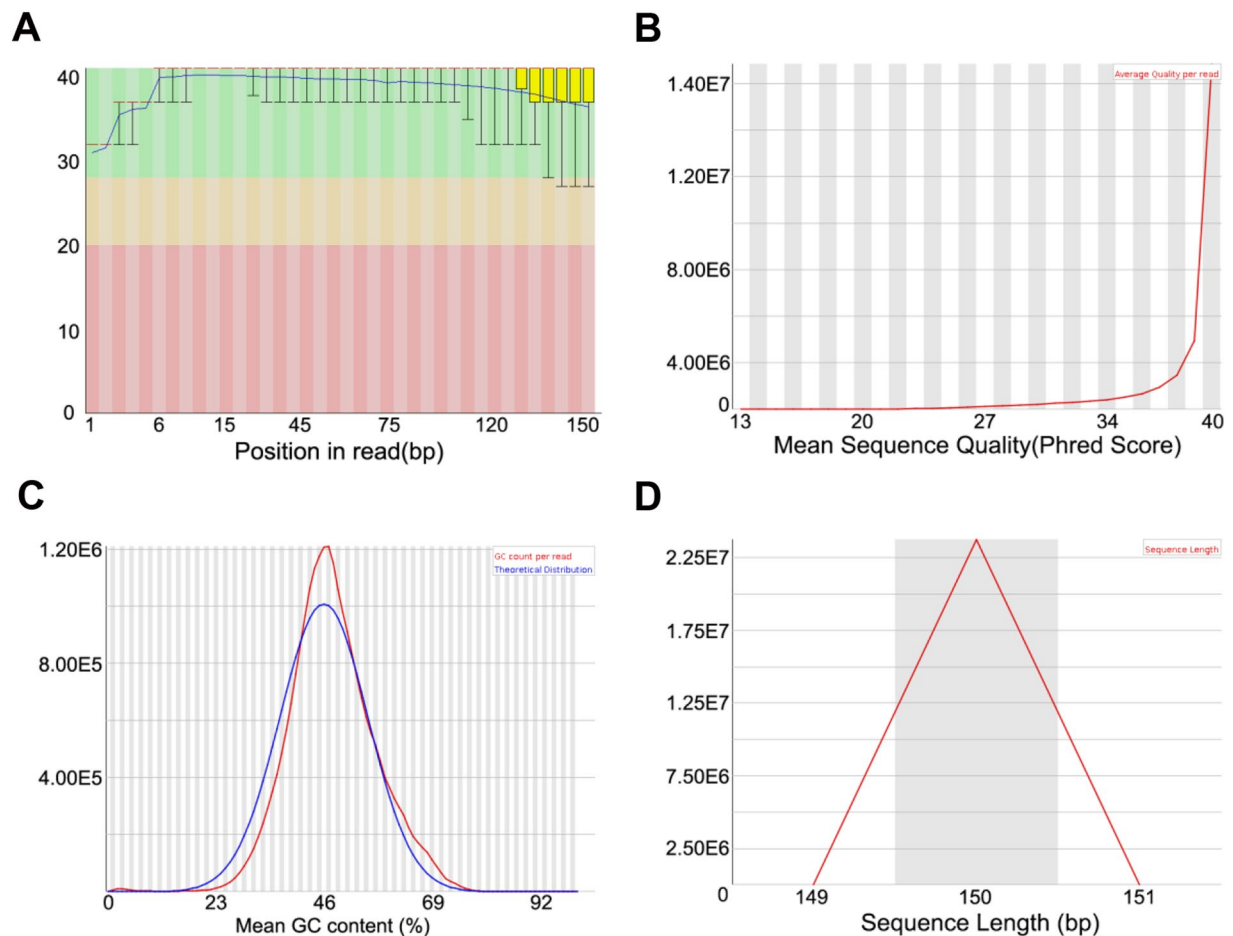 A
40
30
20
10
0
1 6 15 45 75 120 150
Position in read(bp)
B
Average Quality per read
1.40E7
1.20E7
8.00E6
4.00E6
0
13 20 27 34 40
Mean Sequence Quality(Phred Score)
C
GC count per read
Theoretical Distribution
1.20E6
8.00E5
4.00E5
0 23 46 69 92
Mean GC content (%)
D
Sequence Length
2.25E7
1.75E7
1.25E7
7.50E6
2.50E6
0
149 150 151
Sequence Length (bp)